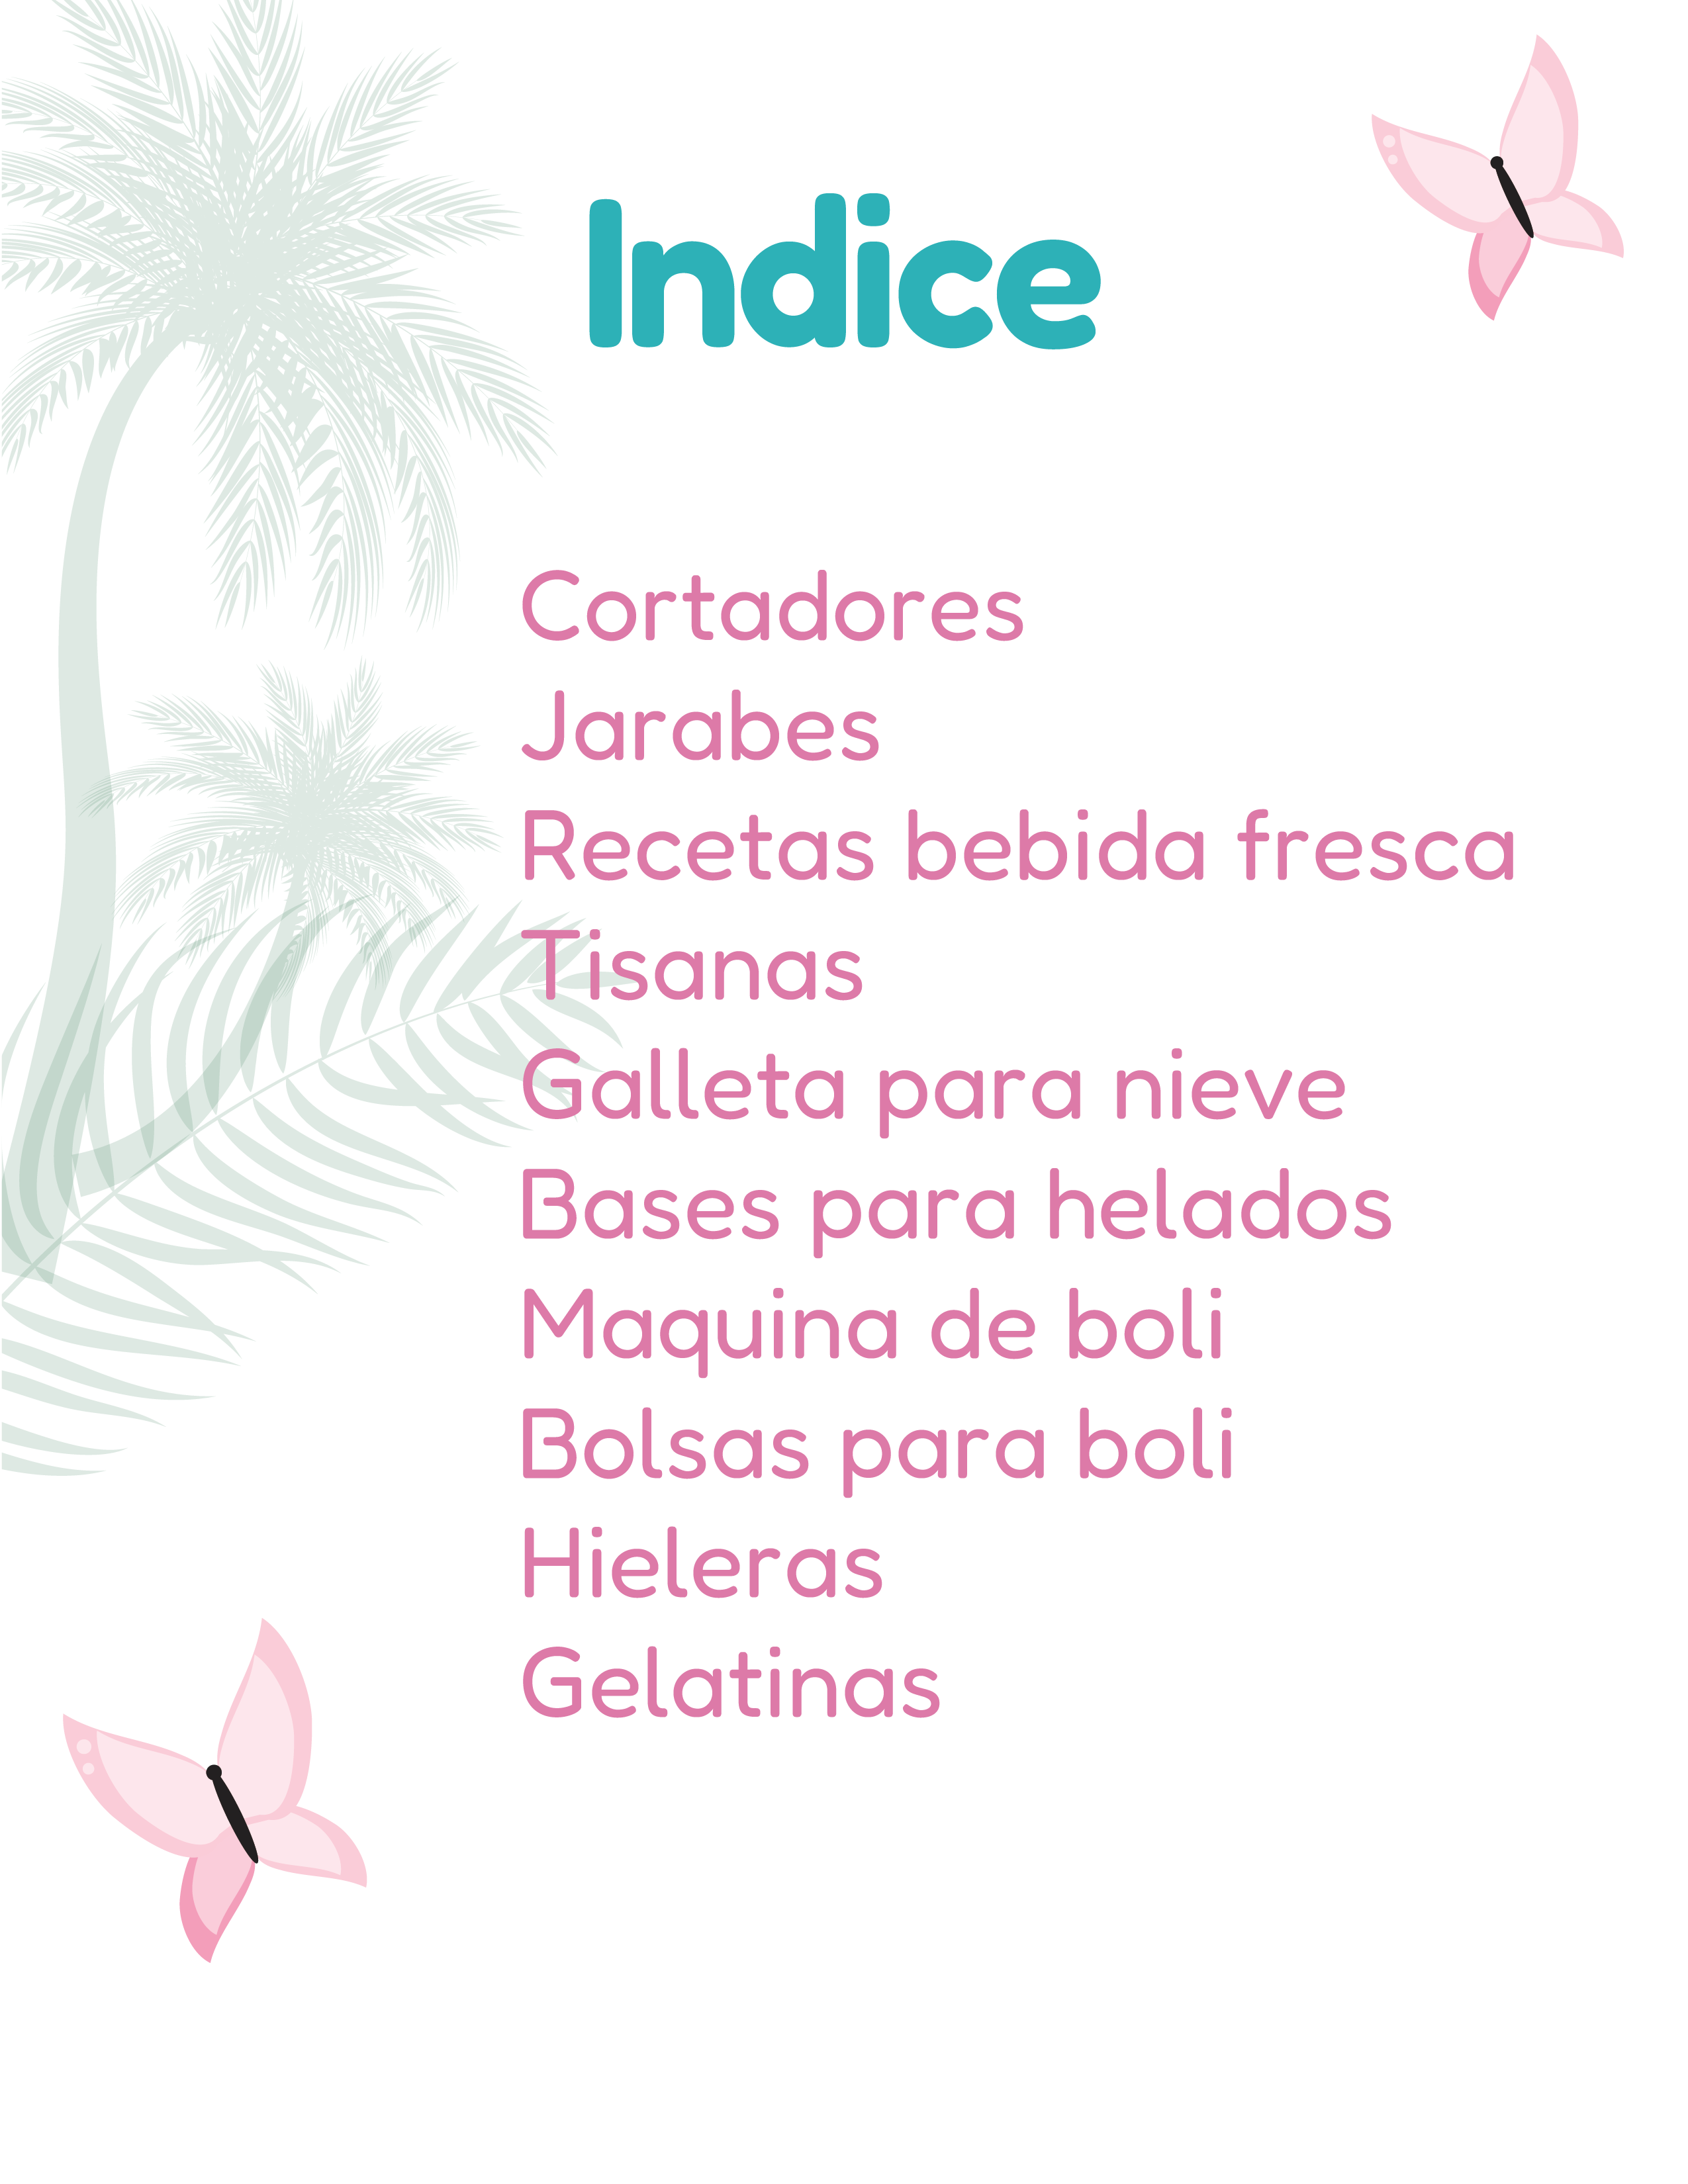 Indice
Cortadores
Jarabes
Recetas bebida fresca
Tisanas
Galleta para nieve
Bases para helados
Maquina de boli
Bolsas para boli
Hieleras
Gelatinas